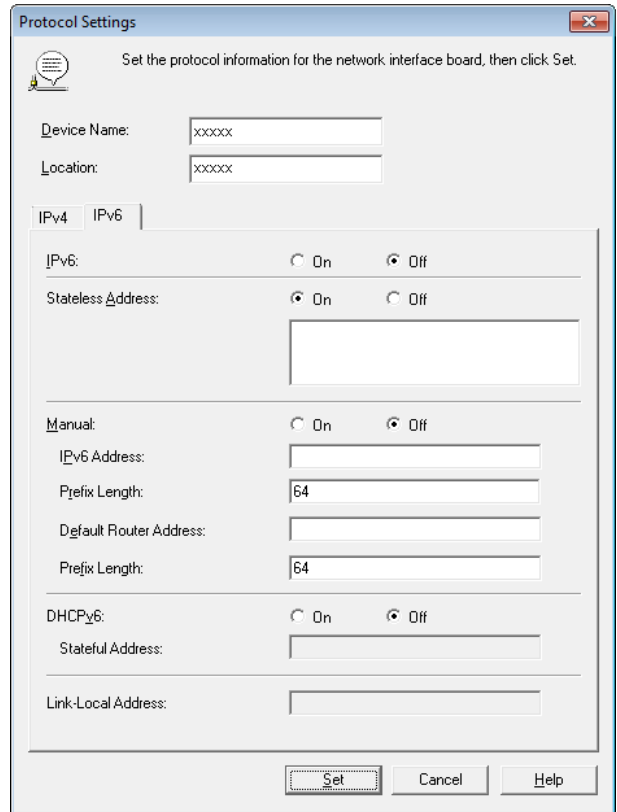 Protocol Settings
Set the protocol information for the network interface board, then click Set.
Device Name: xxxxx
Location: xxxxx
IPv4 IPv6
IPv6: On Off
Stateless Address: On Off
Manual: On Off
IPv6 Address:
Prefix Length: 64
Default Router Address:
Prefix Length: 64
DHCPv6: On Off
Stateful Address:
Link-Local Address:
Set Cancel Help